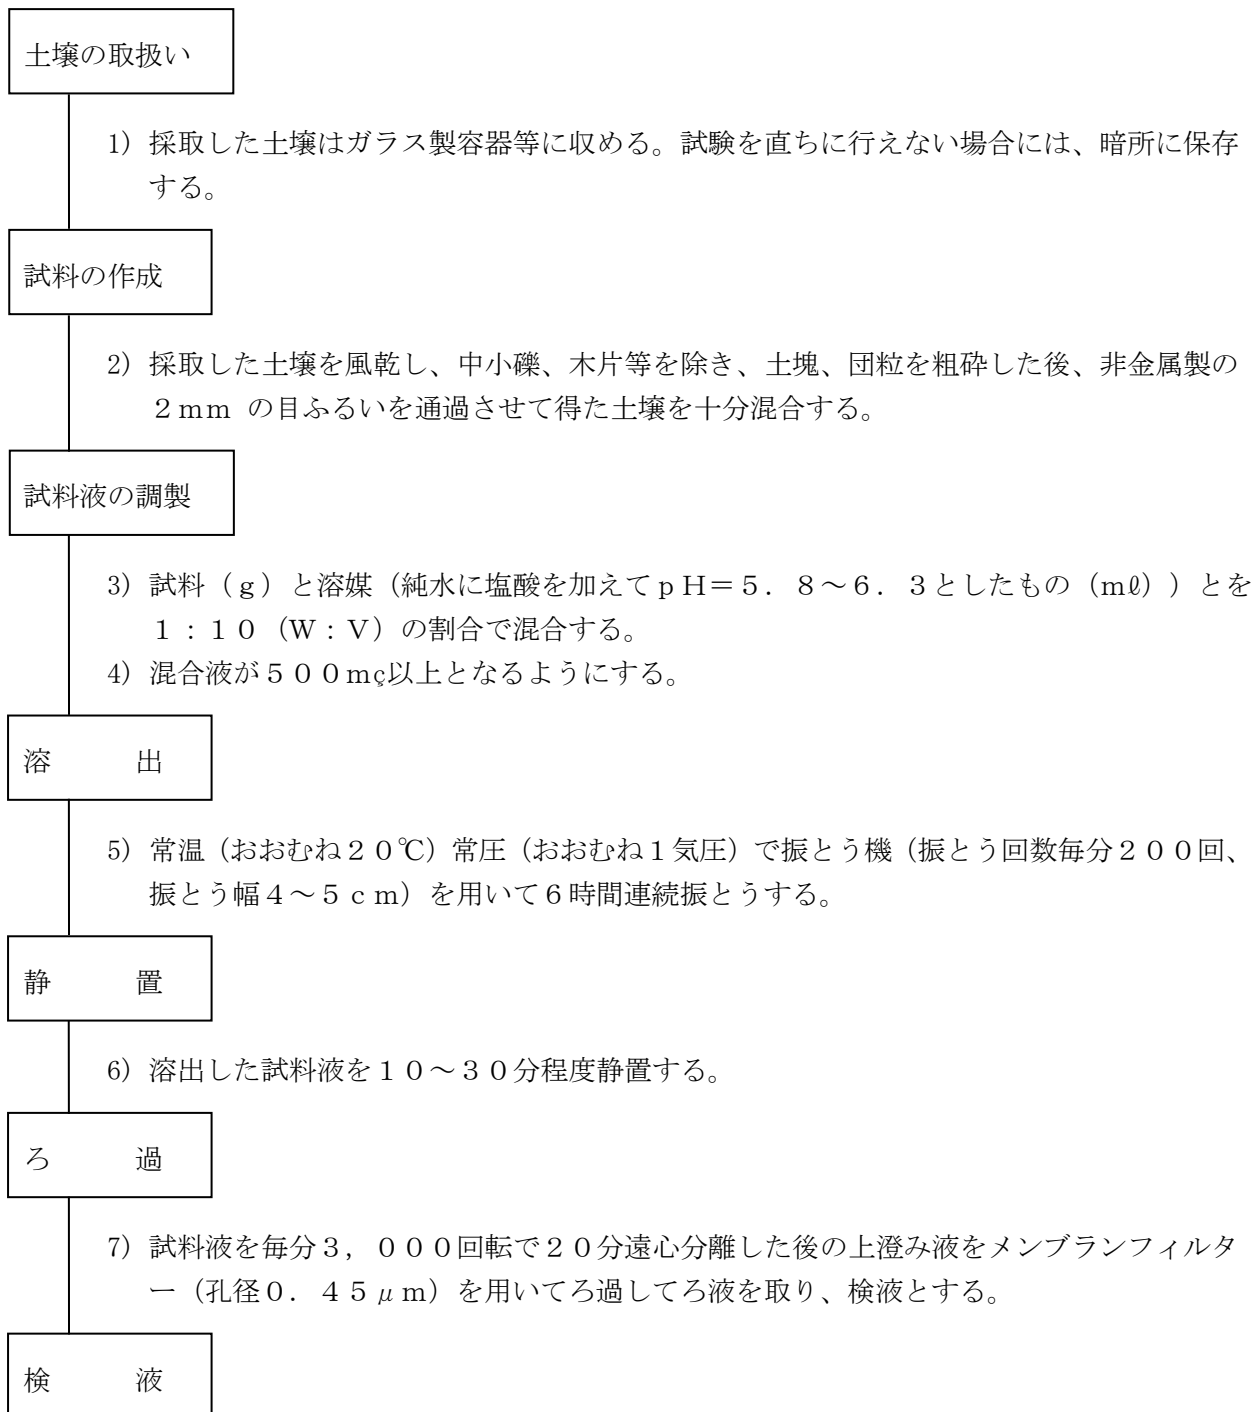 土壌の取扱い
1) 採取した土壌はガラス製容器等に収める。試験を直ちに行えない場合には、暗所に保存
する。
試料の作成
2) 採取した土壌を風乾し、中小礫、木片等を除き、土塊、団粒を粗砕した後、非金属製の
２mm の目ふるいを通過させて得た土壌を十分混合する。
試料液の調製
3) 試料（ｇ）と溶媒（純水に塩酸を加えてｐＨ＝５．８～６．３としたもの（mℓ））とを
１：１０（Ｗ：Ｖ）の割合で混合する。
4) 混合液が５００mç以上となるようにする。
溶　　　出
5) 常温（おおむね２０℃）常圧（おおむね１気圧）で振とう機（振とう回数毎分２００回、
振とう幅４～５ｃｍ）を用いて６時間連続振とうする。
静　　　置
6) 溶出した試料液を１０～３０分程度静置する。
ろ　　　過
7) 試料液を毎分３，０００回転で２０分遠心分離した後の上澄み液をメンブランフィルタ
ー（孔径０．４５μｍ）を用いてろ過してろ液を取り、検液とする。
検　　　液